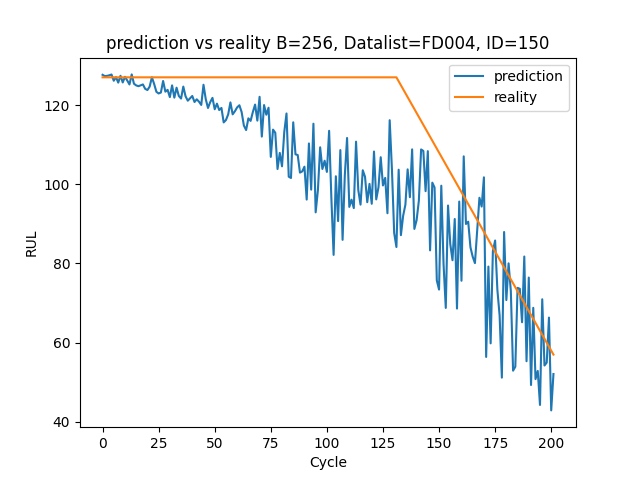 prediction vs reality B=256, Datalist=FD004, ID=150
prediction
reality
RUL
120
100
80
60
40
0 25 50 75 100 125 150 175 200
Cycle